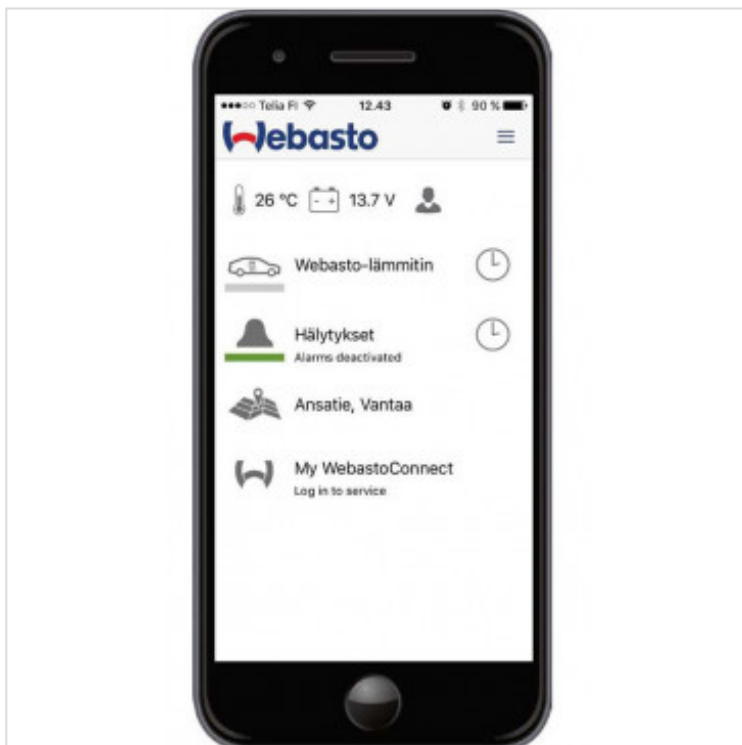 Telia FI 12.43 90 %
Webasto
26 °C - + 13.7 V
Webasto-lämmitin
Hälytykset
Alarms deactivated
Ansatie, Vantaa
My WebastoConnect
Log in to service